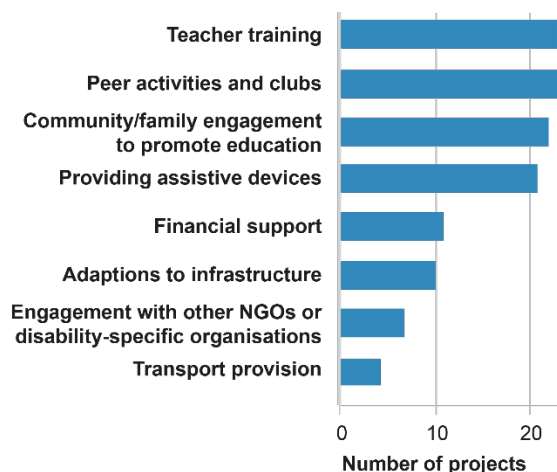 Teacher training
Peer activities and clubs
Community/family engagement
to promote education
Providing assistive devices
Financial support
Adaptions to infrastructure
Engagement with other NGOs or
disability-specific organisations
Transport provision
0 10 20
Number of projects